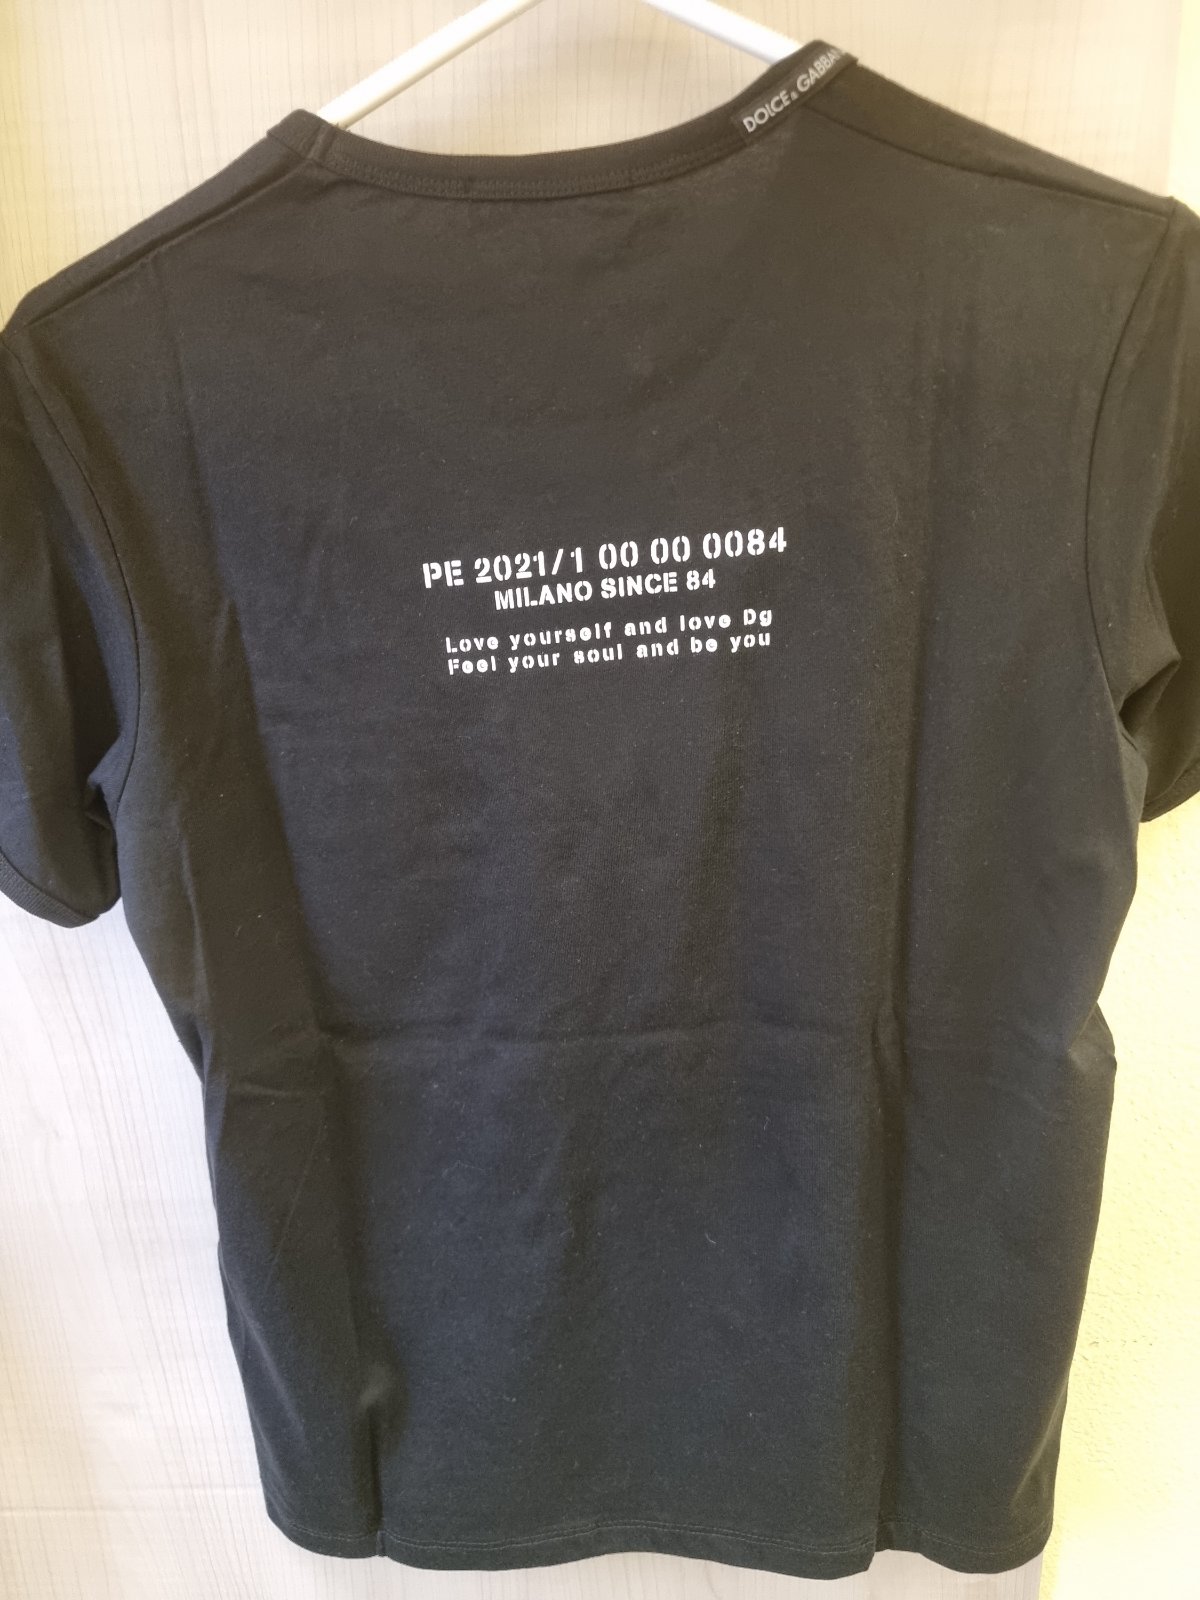 DOLCE & GABBANA
PE 2021/1 00 00 0084
MILANO SINCE 84
Love yourself and love Dg
Feel your soul and be you